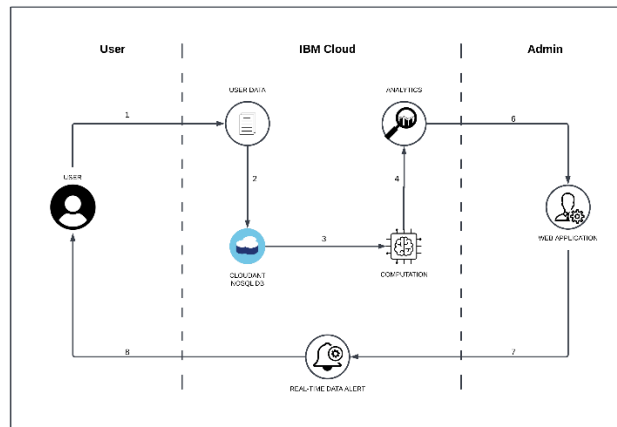 User
IBM Cloud
Admin
USER DATA
ANALYTICS
1
6
2
4
USER
3
WEB APPLICATION
CLOUDANT
NOSQL DB
COMPUTATION
8
7
REAL-TIME DATA ALERT